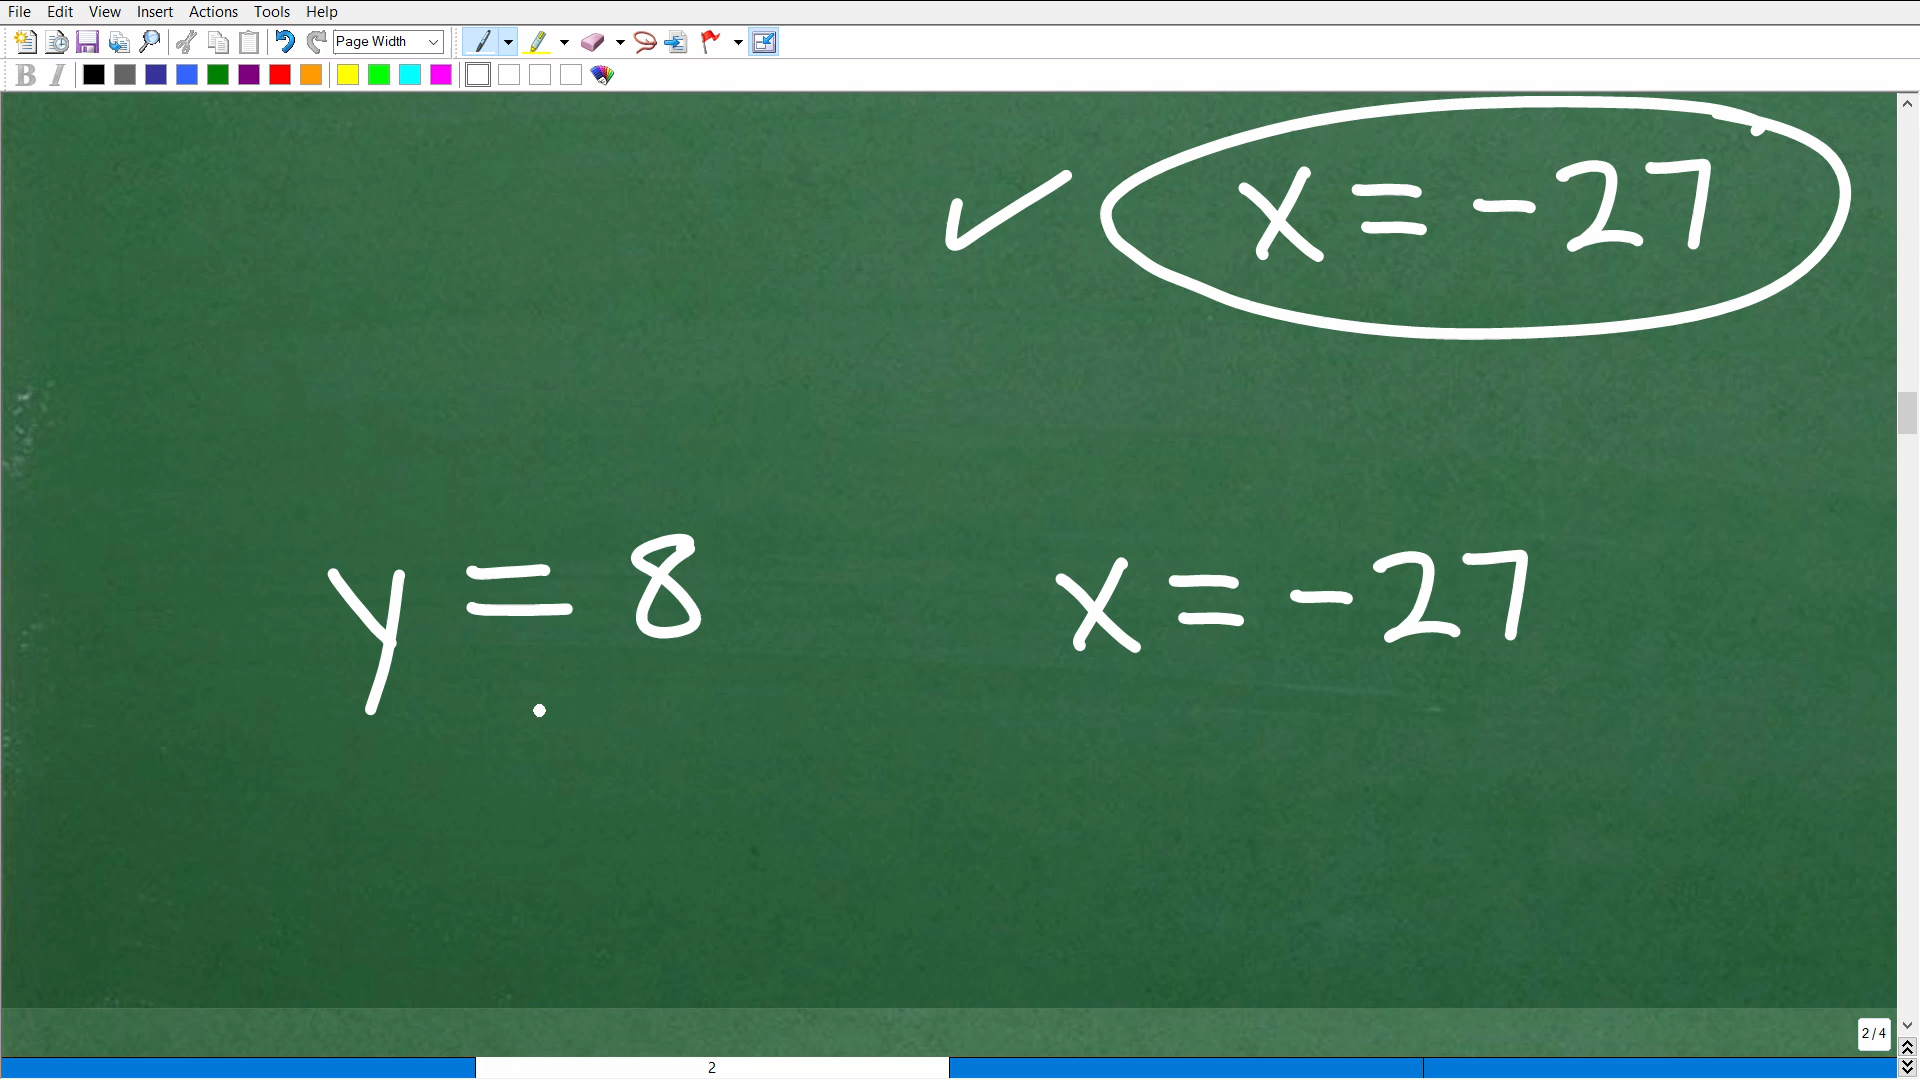 File Edit View Insert Actions Tools Help
Page Width
B I
x = -27
y = 8 x = -27
2 / 4
2